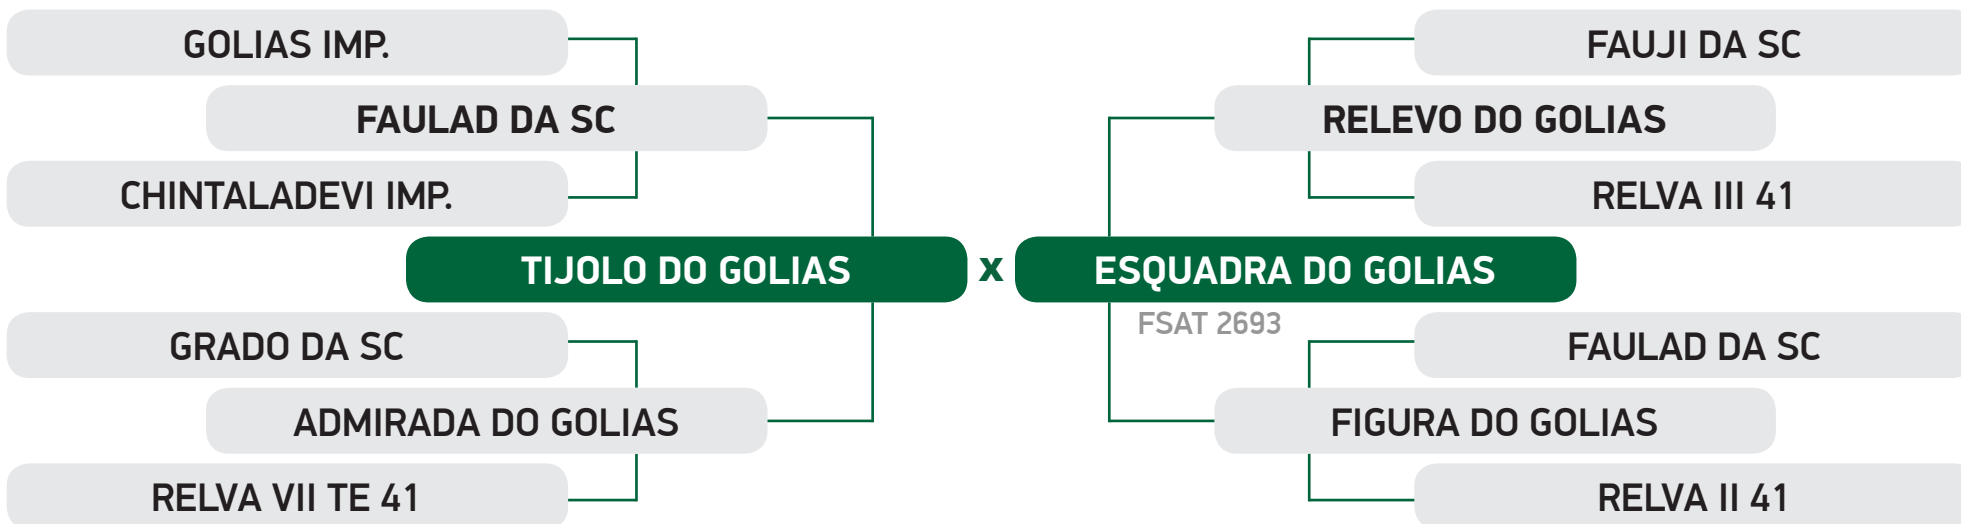 GOLIAS IMP.
FAULAD DA SC
CHINTALADEVI IMP.
TIJOLO DO GOLIAS
GRADO DA SC
ADMIRADA DO GOLIAS
RELVA VII TE 41
x
FAUJI DA SC
RELEVO DO GOLIAS
RELVA III 41
ESQUADRA DO GOLIAS
FSAT 2693
FAULAD DA SC
FIGURA DO GOLIAS
RELVA II 41